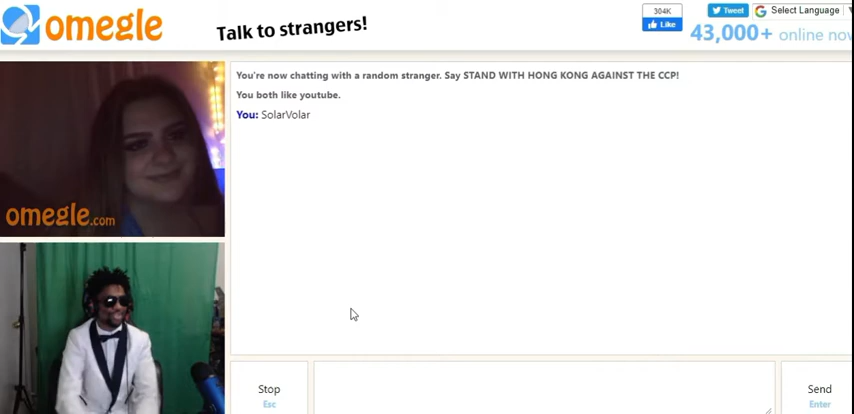 omegle
Talk to strangers!
304K
Like
Tweet
G Select Language
43,000+ online now
You're now chatting with a random stranger. Say STAND WITH HONG KONG AGAINST THE CCP!
You both like youtube.
You: SolarVolar
omegle.com
Stop
Esc
Send
Enter